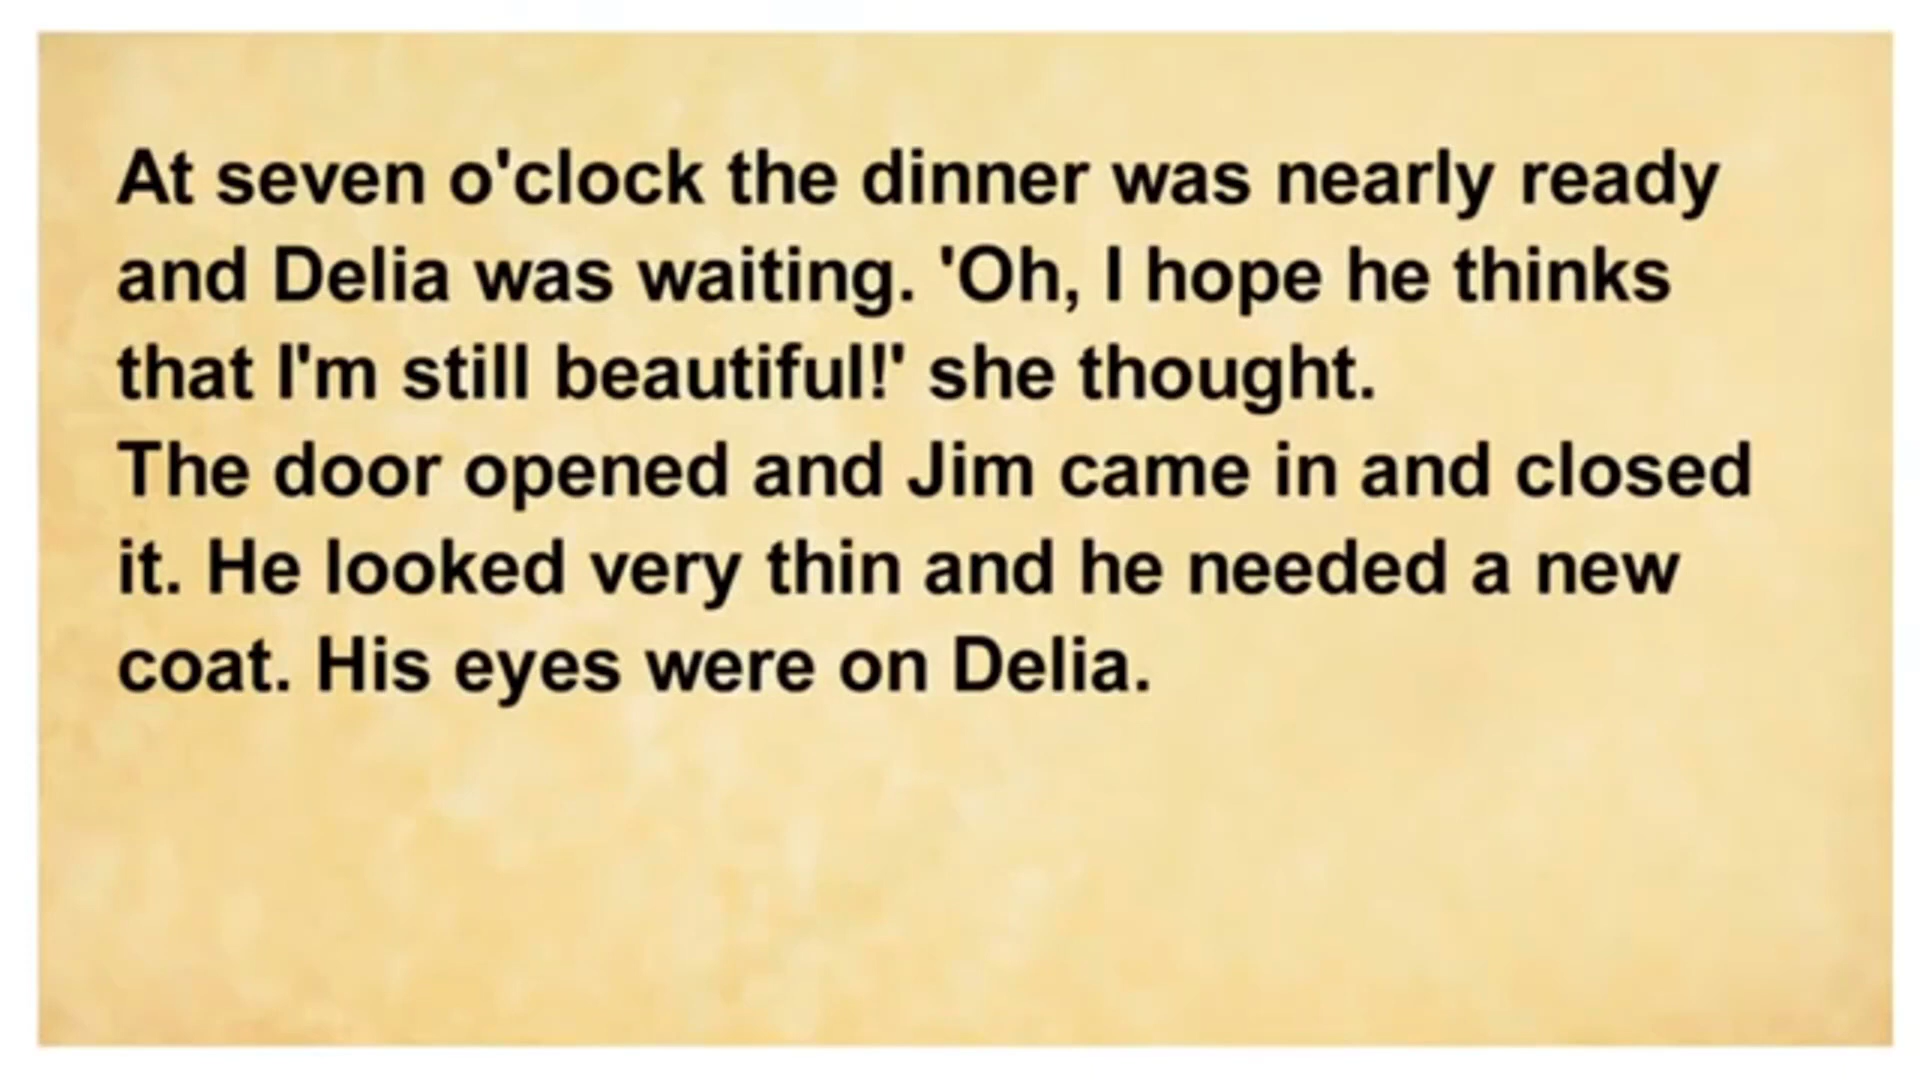 At seven o'clock the dinner was nearly ready
and Delia was waiting. 'Oh, I hope he thinks
that I'm still beautiful!' she thought.
The door opened and Jim came in and closed
it. He looked very thin and he needed a new
coat. His eyes were on Delia.